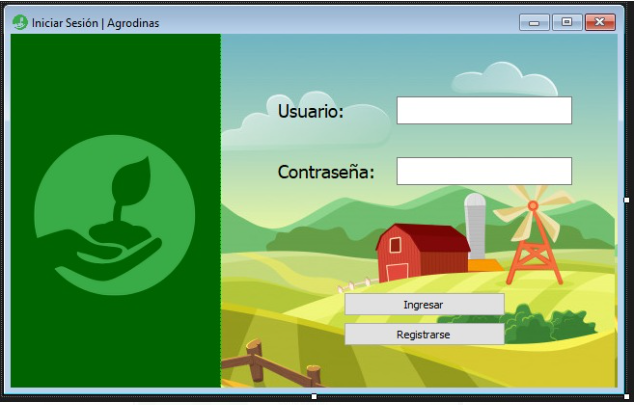 Iniciar Sesión | Agrodinas
Usuario:
Contraseña:
Ingresar
Registrarse